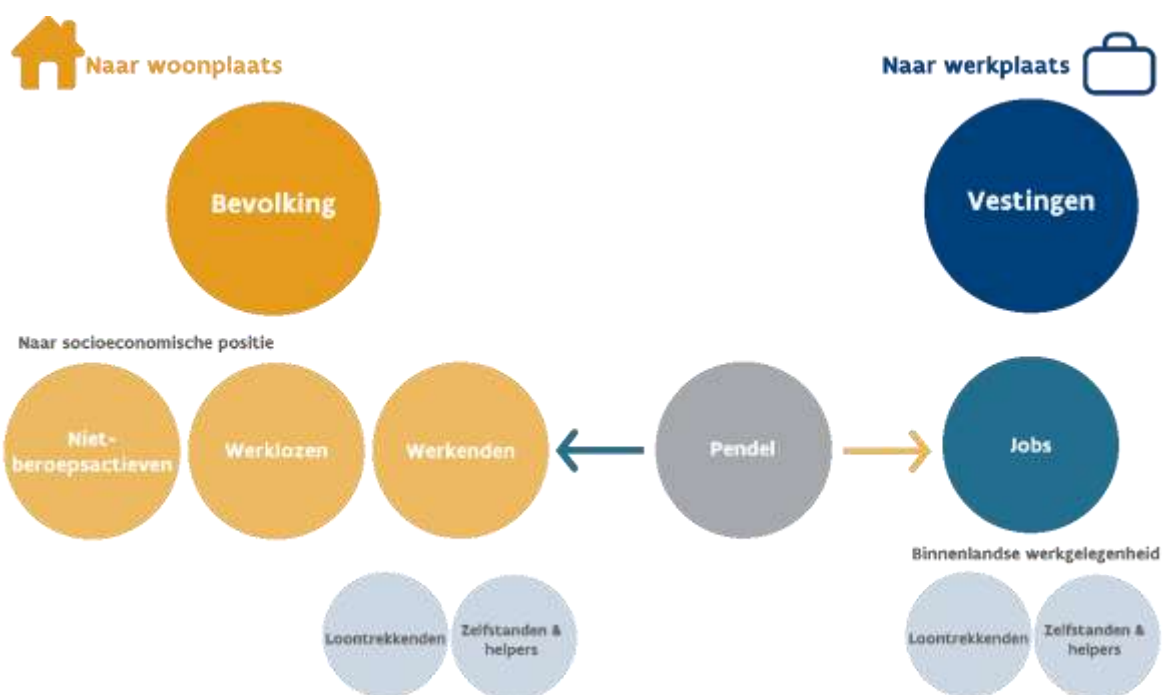 Naar woonplaats
Naar werkplaats
Bevolking
Vestingen
Naar socioeconomische positie
Niet-
beroepsactieven
Werklozen
Werkenden
Pendel
Jobs
Binnenlandse werkgelegenheid
Loontrekkenden
Zelfstanden &
helpers
Loontrekkenden
Zelfstanden &
helpers